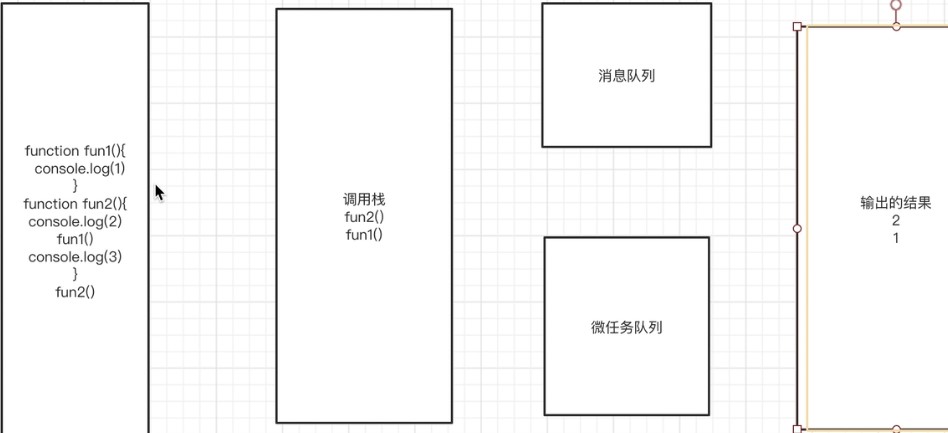 function fun1(){
console.log(1)
}
function fun2(){
console.log(2)
fun1()
console.log(3)
}
fun2()
调用栈
fun2()
fun1()
消息队列
微任务队列
输出的结果
2
1